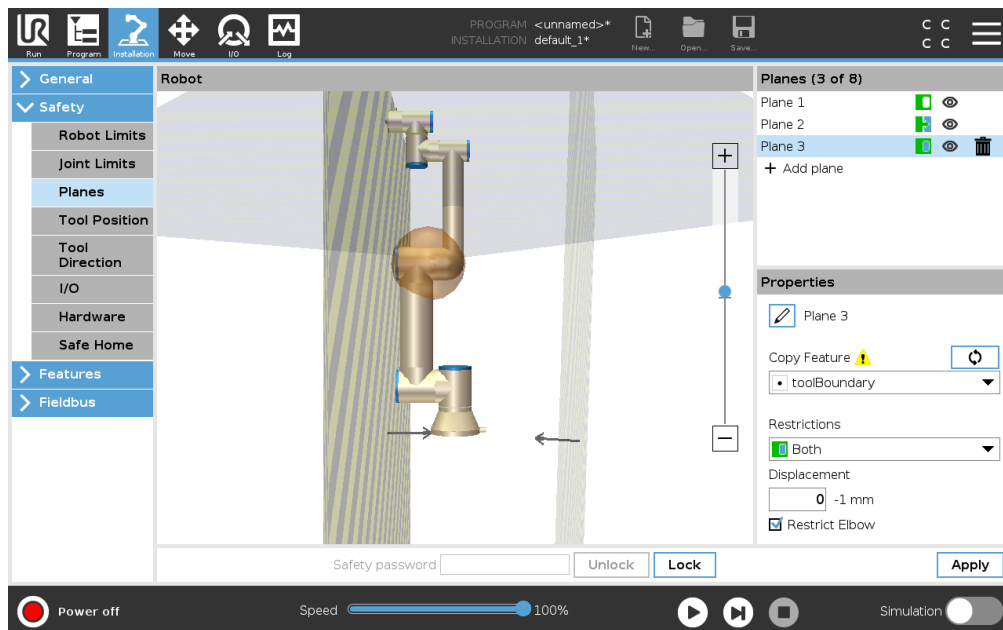 UR
PROGRAM <unnamed>*
INSTALLATION default_1*
C C
C C
Run Program Installation Move I/O Log New... Open... Save...
General
Safety
Robot Limits
Joint Limits
Planes
Tool Position
Tool
Direction
I/O
Hardware
Safe Home
Features
Fieldbus
Robot
Planes (3 of 8)
Plane 1
Plane 2
Plane 3
+ Add plane
Properties
Plane 3
Copy Feature
toolBoundary
Restrictions
Both
Displacement
0 -1 mm
Restrict Elbow
Safety password Unlock Lock Apply
Power off Speed 100% Simulation